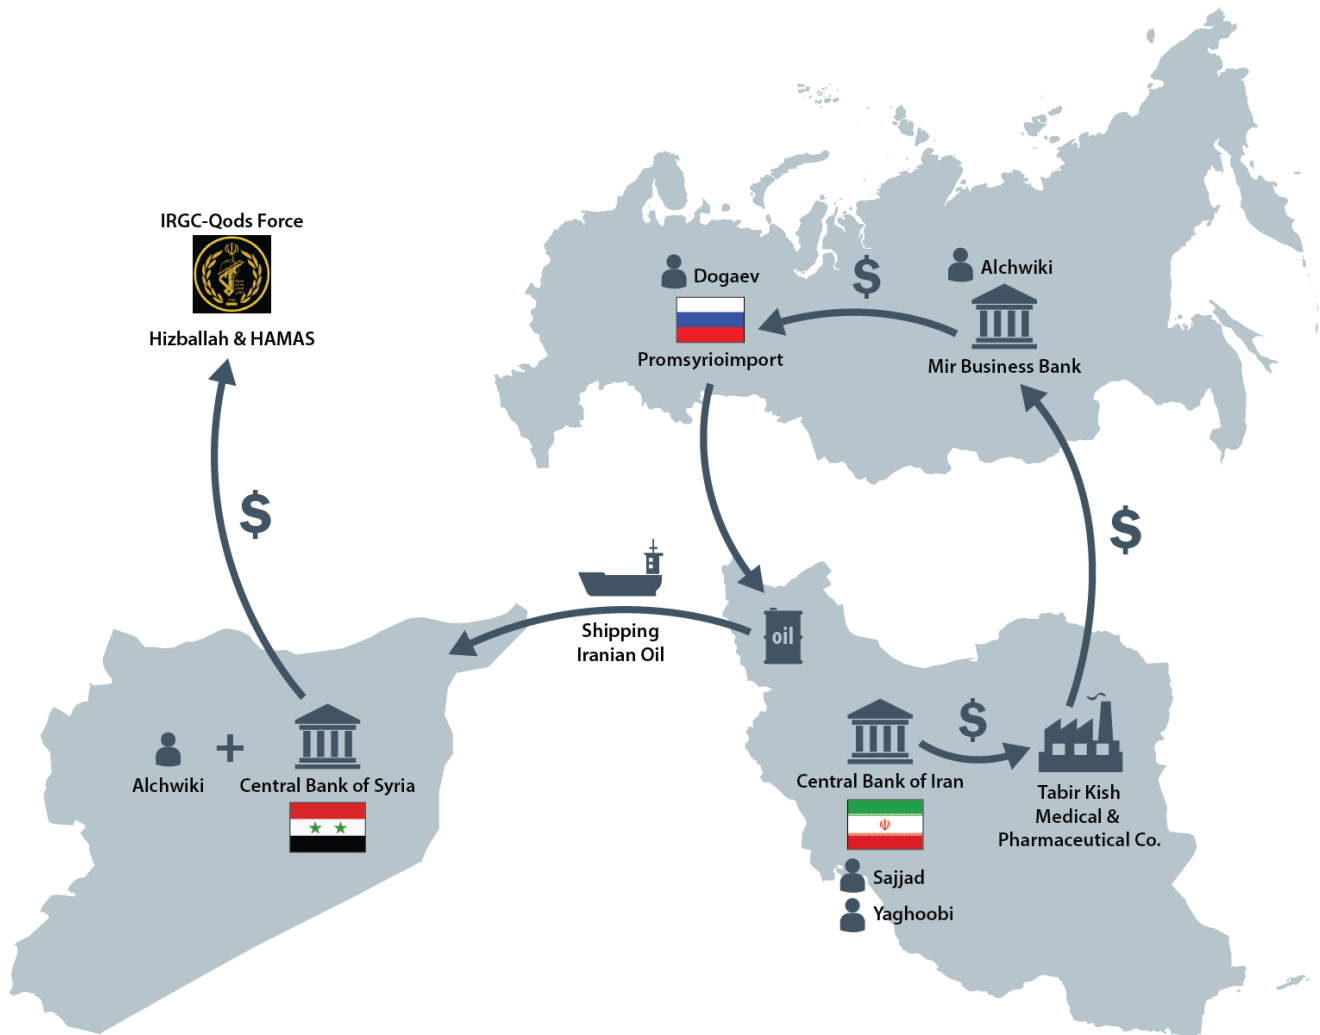 IRGC-Qods Force
Hizballah & HAMAS
$
Dogaev
Promsyrioimport
$
Alchwiki
Mir Business Bank
$
Shipping
Iranian Oil
oil
Alchwiki
+
Central Bank of Syria
Central Bank of Iran
$
Tabir Kish
Medical &
Pharmaceutical Co.
Sajjad
Yaghoobi